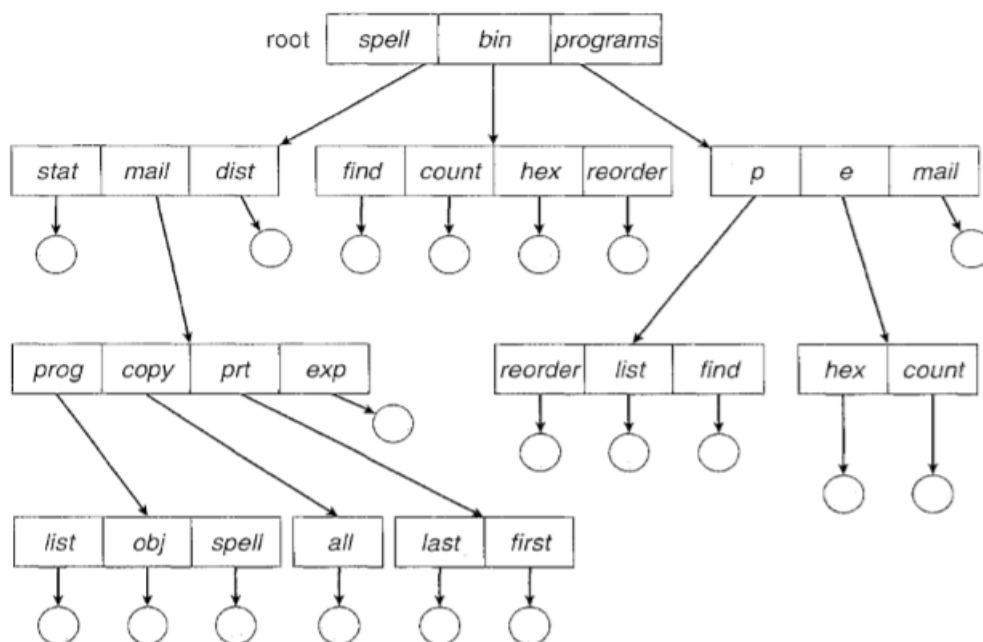 root spell bin programs
stat mail dist find count hex reorder p e mail
prog copy prt exp reorder list find hex count
list obj spell all last first